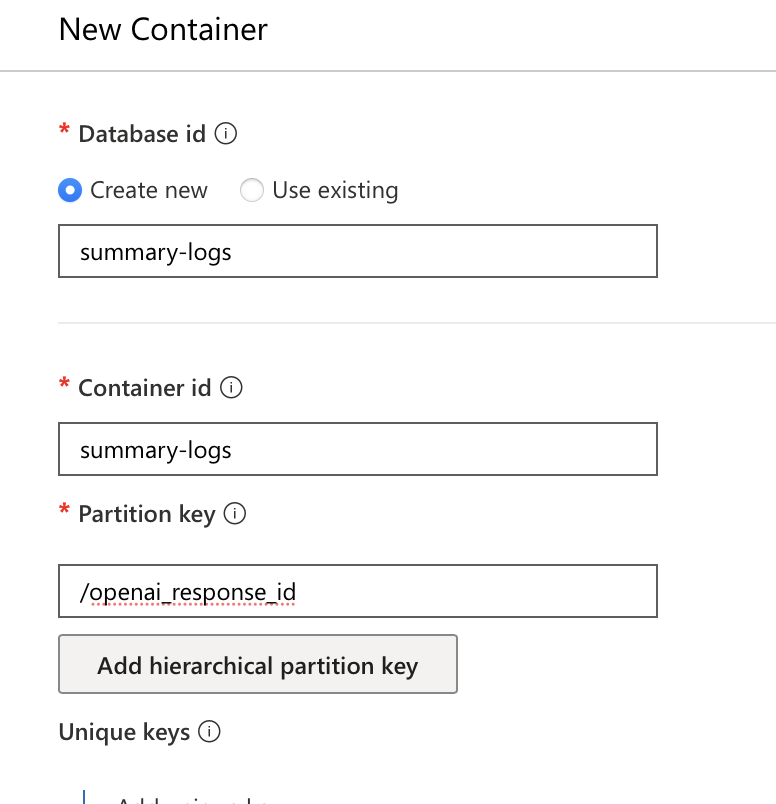 New Container
* Database id
Create new Use existing
summary-logs
* Container id
summary-logs
* Partition key
/openai_response_id
Add hierarchical partition key
Unique keys